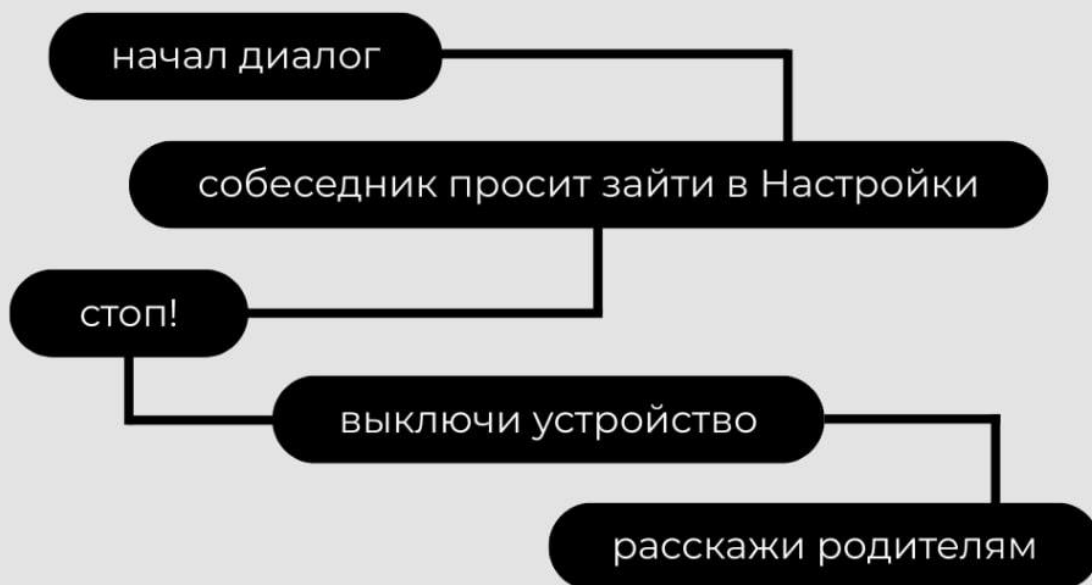 начал диалог
собеседник просит зайти в Настройки
стоп!
выключи устройство
расскажи родителям